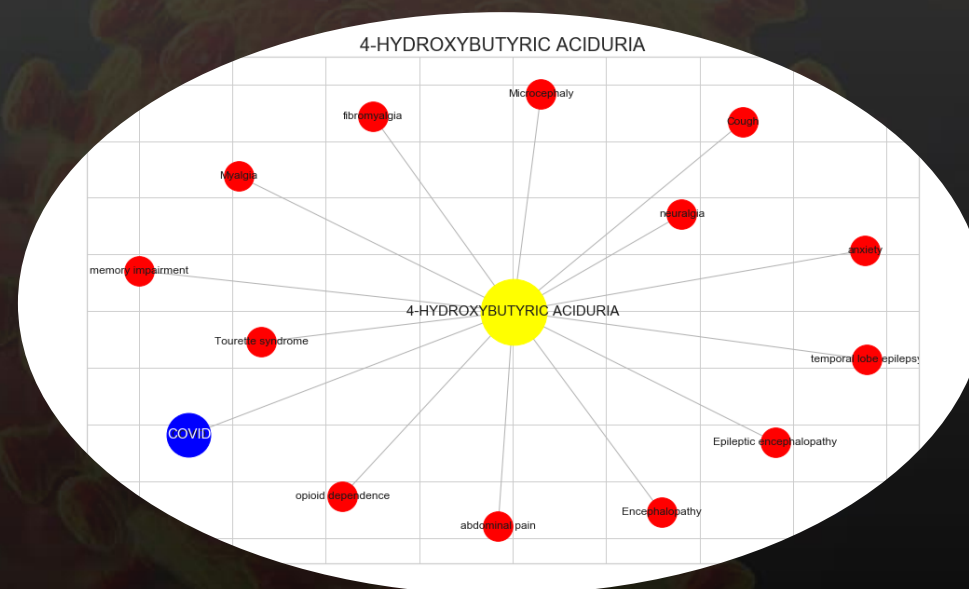 4-HYDROXYBUTYRIC ACIDURIA
Microcephaly
fibromyalgia
Cough
Myalgia
neuralgia
anxiety
memory impairment
4-HYDROXYBUTYRIC ACIDURIA
Tourette syndrome
temporal lobe epilepsy
COVID
Epileptic encephalopathy
opioid dependence
Encephalopathy
abdominal pain